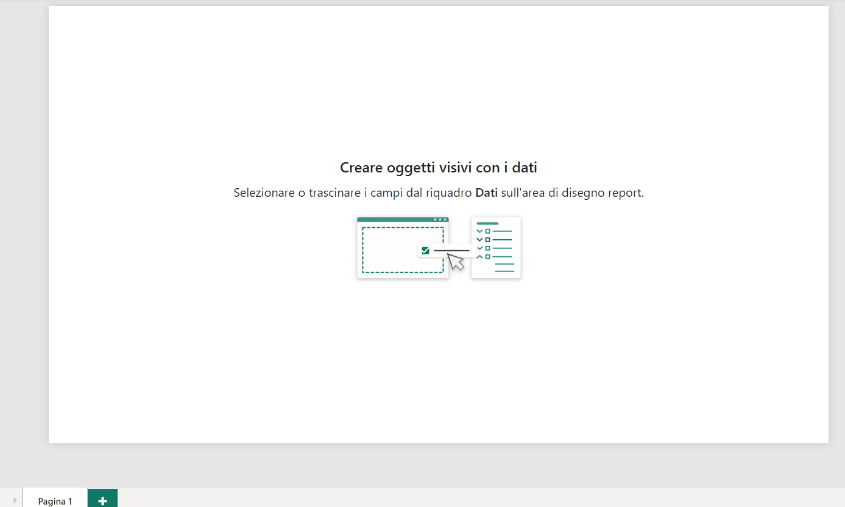 Creare oggetti visivi con i dati
Selezionare o trascinare i campi dal riquadro Dati sull'area di disegno report.
Pagina 1